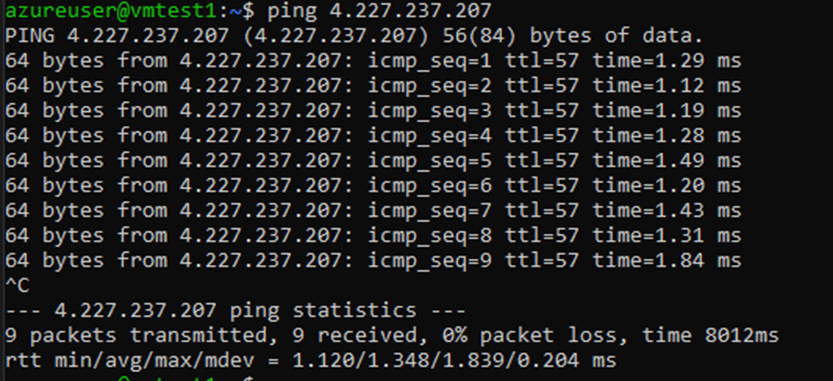 azureuser@vmtest1:~$ ping 4.227.237.207
PING 4.227.237.207 (4.227.237.207) 56(84) bytes of data.
64 bytes from 4.227.237.207: icmp_seq=1 ttl=57 time=1.29 ms
64 bytes from 4.227.237.207: icmp_seq=2 ttl=57 time=1.12 ms
64 bytes from 4.227.237.207: icmp_seq=3 ttl=57 time=1.19 ms
64 bytes from 4.227.237.207: icmp_seq=4 ttl=57 time=1.28 ms
64 bytes from 4.227.237.207: icmp_seq=5 ttl=57 time=1.49 ms
64 bytes from 4.227.237.207: icmp_seq=6 ttl=57 time=1.20 ms
64 bytes from 4.227.237.207: icmp_seq=7 ttl=57 time=1.43 ms
64 bytes from 4.227.237.207: icmp_seq=8 ttl=57 time=1.31 ms
64 bytes from 4.227.237.207: icmp_seq=9 ttl=57 time=1.84 ms
^C
--- 4.227.237.207 ping statistics ---
9 packets transmitted, 9 received, 0% packet loss, time 8012ms
rtt min/avg/max/mdev = 1.120/1.348/1.839/0.204 ms